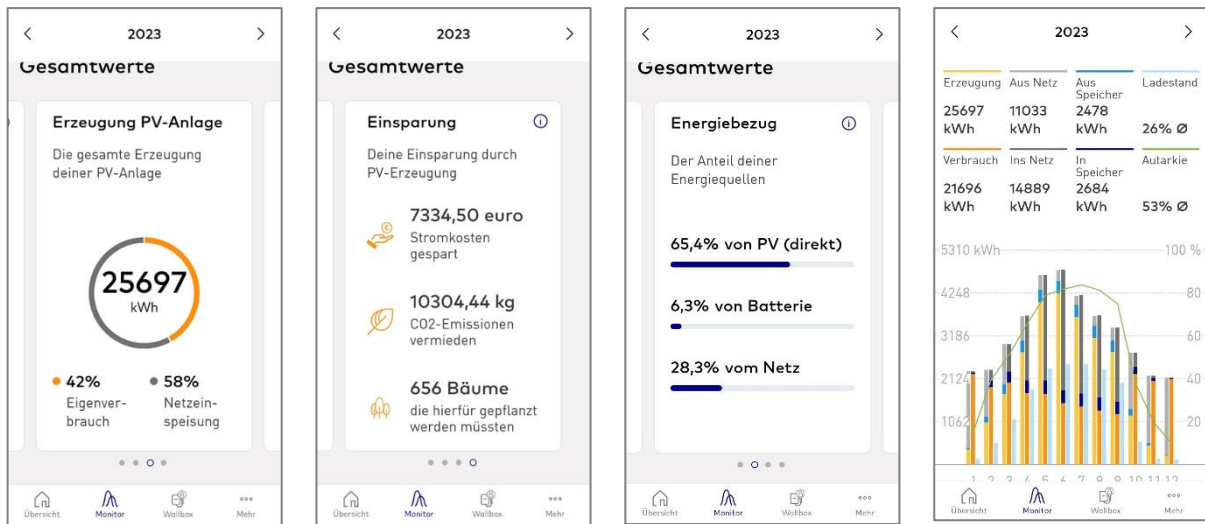 2023
Gesamtwerte
Erzeugung PV-Anlage
Die gesamte Erzeugung
deiner PV-Anlage
25697
kWh
42%
Eigenver-
brauch
58%
Netzein-
speisung
Übersicht
Monitor
Wallbox
Mehr
2023
Gesamtwerte
Einsparung
Deine Einsparung durch
PV-Erzeugung
7334,50 euro
Stromkosten
gespart
10304,44 kg
CO2-Emissionen
vermieden
656 Bäume
die hierfür gepflanzt
werden müssten
Übersicht
Monitor
Wallbox
Mehr
2023
Gesamtwerte
Energiebezug
Der Anteil deiner
Energiequellen
65,4% von PV (direkt)
6,3% von Batterie
28,3% vom Netz
Übersicht
Monitor
Wallbox
Mehr
2023
Erzeugung
25697
kWh
Aus Netz
11033
kWh
Aus
Speicher
2478
kWh
Ladestand
26% Ø
Verbrauch
21696
kWh
Ins Netz
14889
kWh
In
Speicher
2684
kWh
Autarkie
53% Ø
5310 kWh 100 %
4248 80
3186 60
2124 40
1062 20
1 2 3 4 5 6 7 8 9 10 11 12
Übersicht
Monitor
Wallbox
Mehr